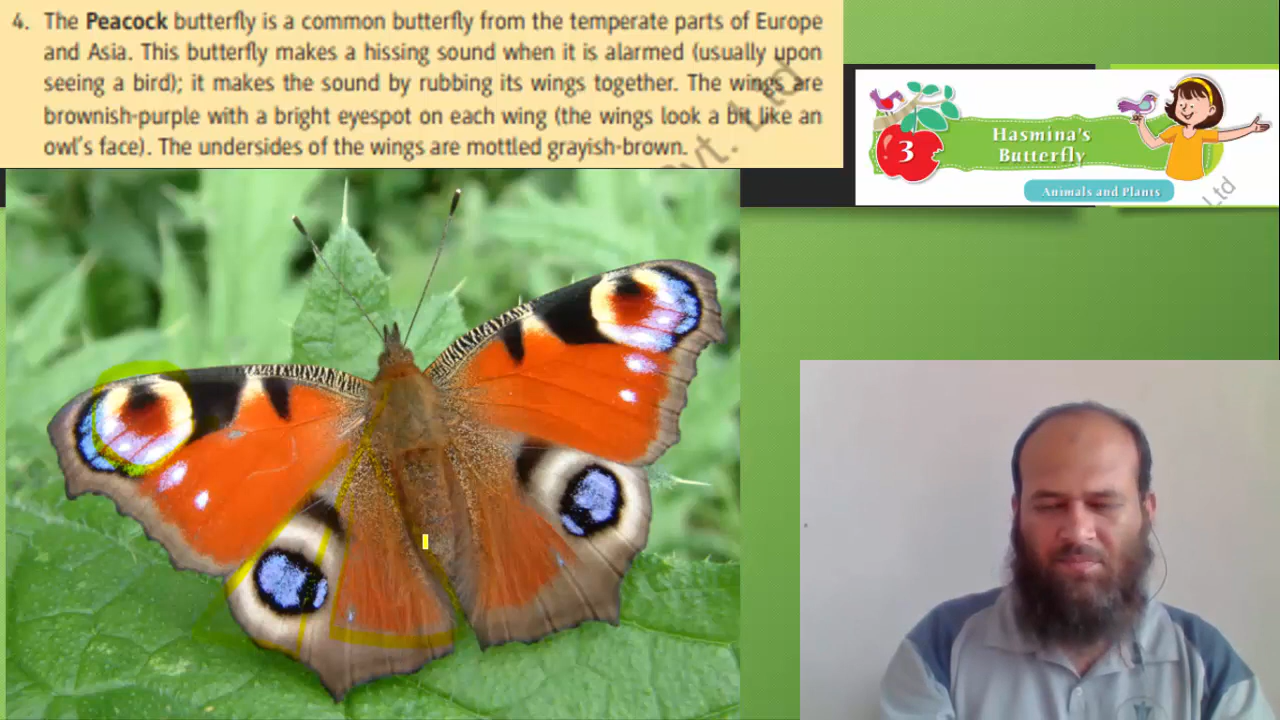 4. The Peacock butterfly is a common butterfly from the temperate parts of Europe
and Asia. This butterfly makes a hissing sound when it is alarmed (usually upon
seeing a bird); it makes the sound by rubbing its wings together. The wings are
brownish-purple with a bright eyespot on each wing (the wings look a bit like an
owl's face). The undersides of the wings are mottled grayish-brown.
Pvt. Ltd
3
Hasmina's
Butterfly
Animals and Plants
Ltd